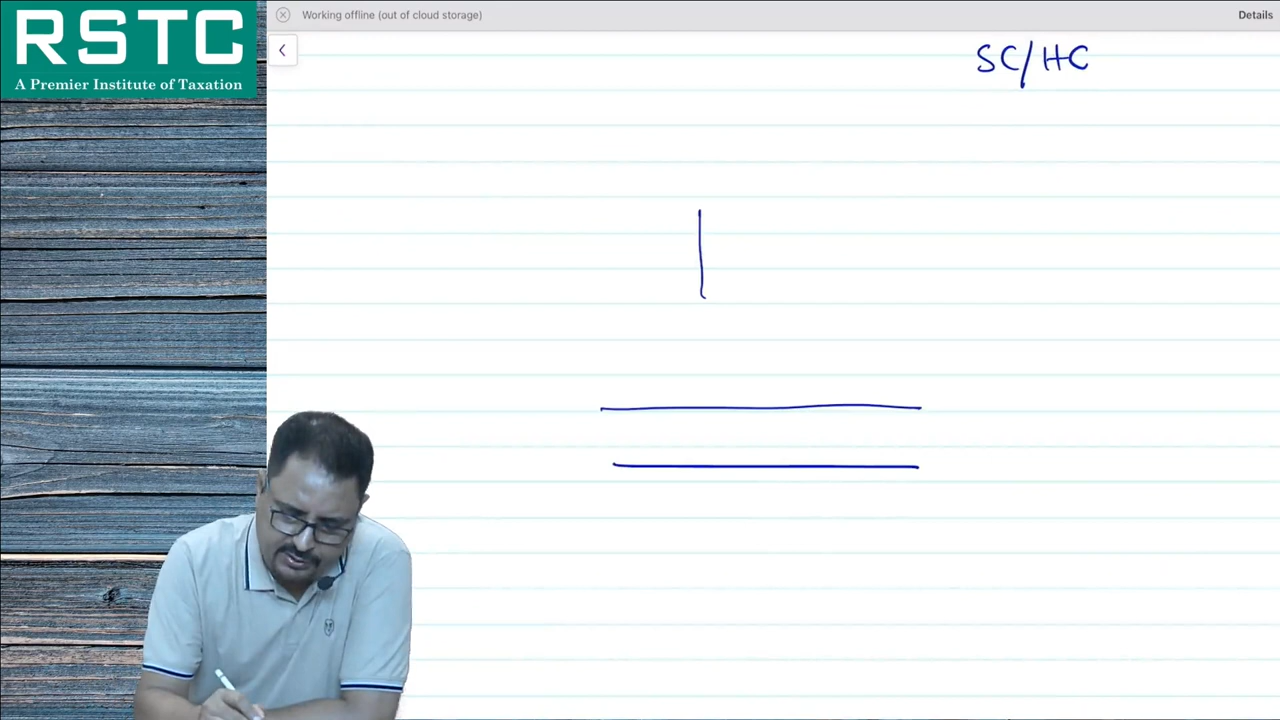 RSTC
A Premier Institute of Taxation
Working offline (out of cloud storage)
Details
SC/HC